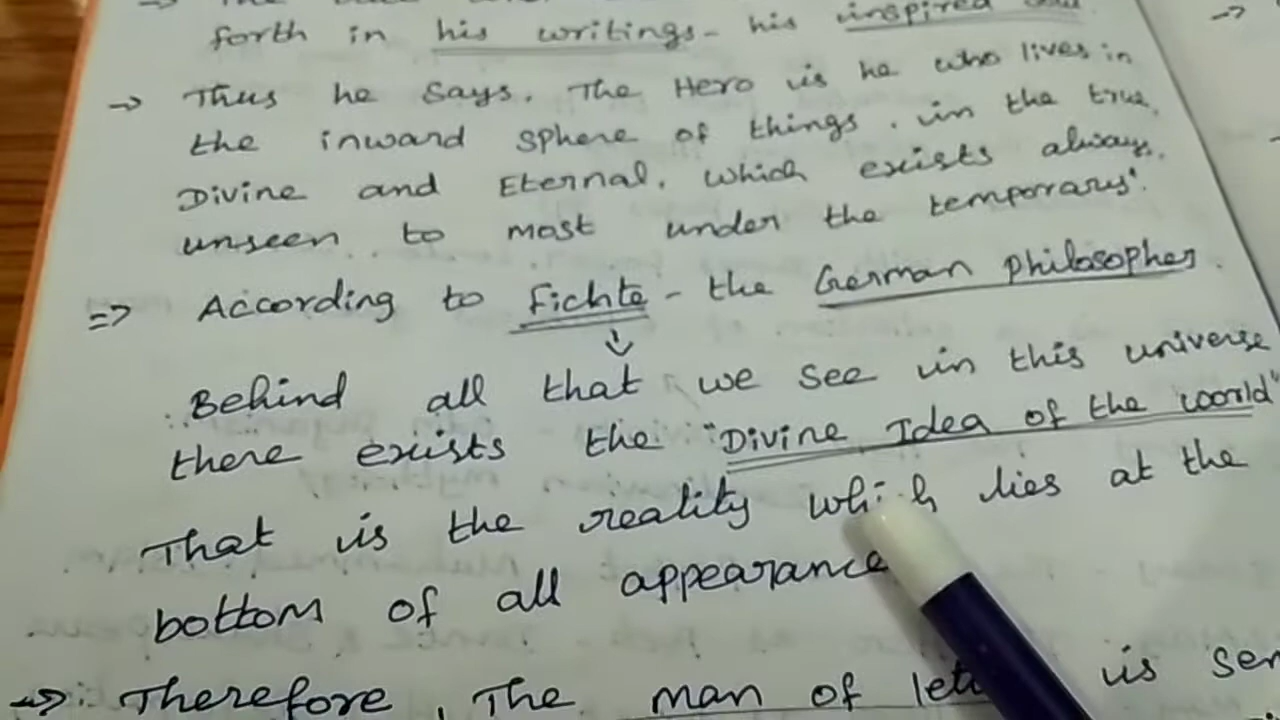 forth in his writings - his inspired
→ Thus he says. The Hero is he who lives in
the inward sphere of things. in the true,
Divine and Eternal. which exists always,
unseen to most under the temporary".
⇒ According to Fichte - the German philosopher.
↓
Behind all that we see in this universe
there exists the "Divine Idea of the world"
That is the reality which lies at the
bottom of all appearance
⇒ Therefore, The man of is